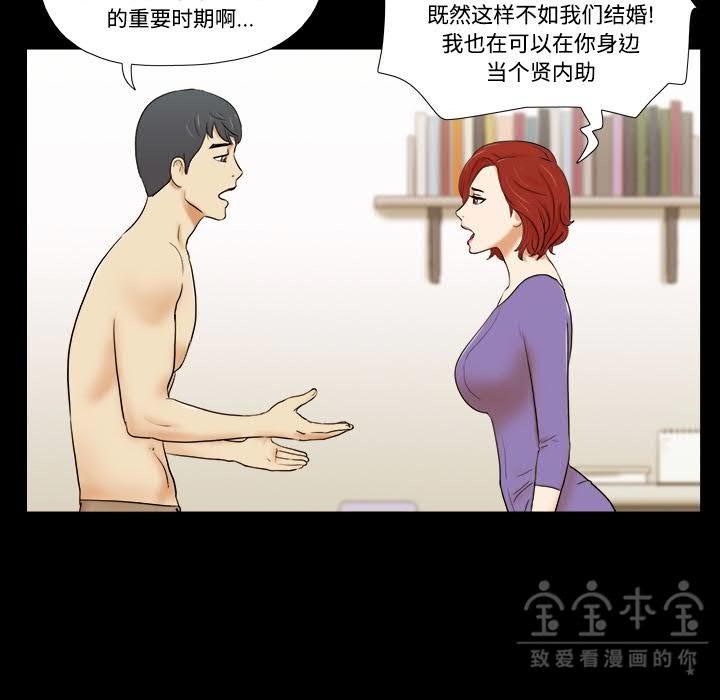 的重要时期啊...
既然这样不如我们结婚!
我也在可以在你身边
当个贤内助
宝宝本宝
致爱看漫画的你